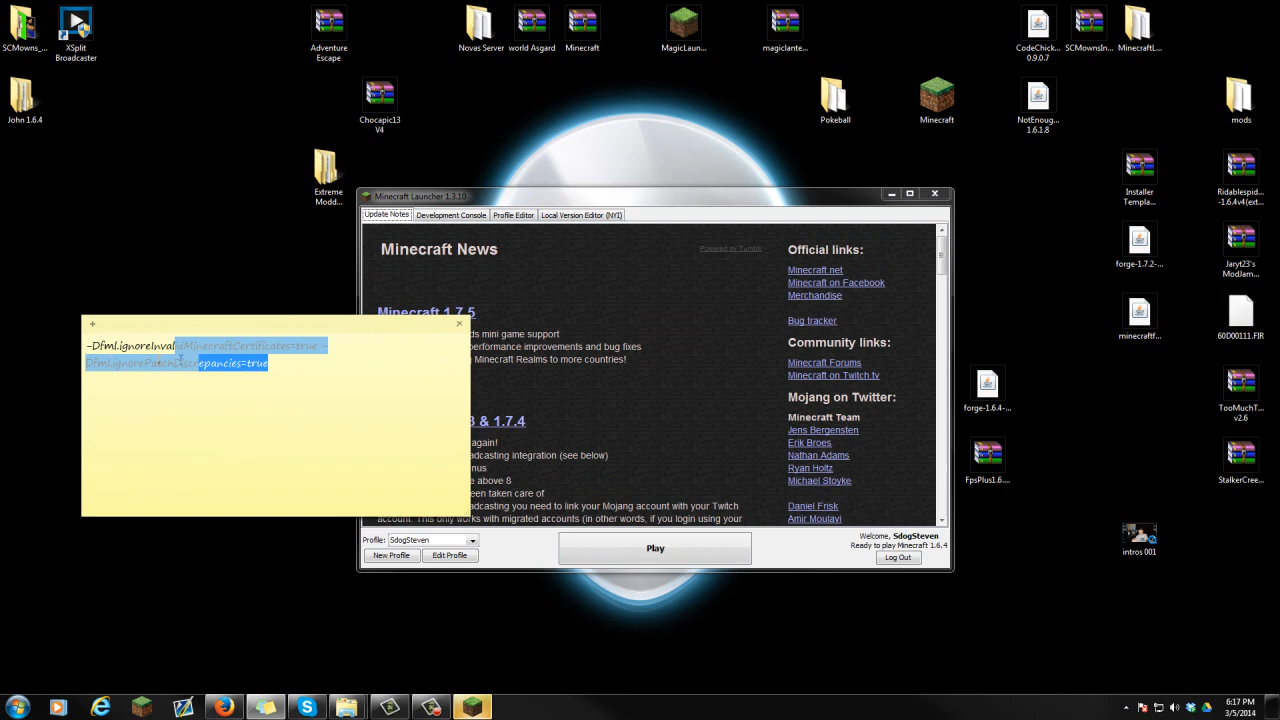 SCMowns_...
XSplit
Broadcaster
Adventure
Escape
Novas Server
world Asgard
Minecraft
MagicLaun...
magiclante...
CodeChick...
0.9.0.7
SCMownsIn...
MinecraftL...
John 1.6.4
Chocapic13
V4
Pokeball
Minecraft
NotEnoug...
1.6.1.8
mods
Extreme
Modd...
Installer
Templa...
Ridablespid...
-1.6.4v4(ext...
forge-1.7.2-...
Jaryt23's
ModJam...
minecraftf...
60D00111.FIR
forge-1.6.4-...
TooMuchT...
v2.6
FpsPlus1.6....
StalkerCree...
intros 001
Minecraft Launcher 1.3.10
Update Notes
Development Console
Profile Editor
Local Version Editor (NYI)
Minecraft News
Powered by Tumblr
Minecraft 1.7.5
ds mini game support
erformance improvements and bug fixes
g Minecraft Realms to more countries!
3 & 1.7.4
again!
oadcasting integration (see below)
nus
e above 8
een taken care of
adcasting you need to link your Mojang account with your Twitch
account. This only works with migrated accounts (in other words, if you login using your
Official links:
Minecraft.net
Minecraft on Facebook
Merchandise
Bug tracker
Community links:
Minecraft Forums
Minecraft on Twitch.tv
Mojang on Twitter:
Minecraft Team
Jens Bergensten
Erik Broes
Nathan Adams
Ryan Holtz
Michael Stoyke
Daniel Frisk
Amir Moulavi
-Dfml.ignoreInvalidMinecraftCertificates=true -
Dfml.ignorePatchDiscrepancies=true
Profile: SdogSteven
New Profile
Edit Profile
Play
Welcome, SdogSteven
Ready to play Minecraft 1.6.4
Log Out
6:17 PM
3/5/2014